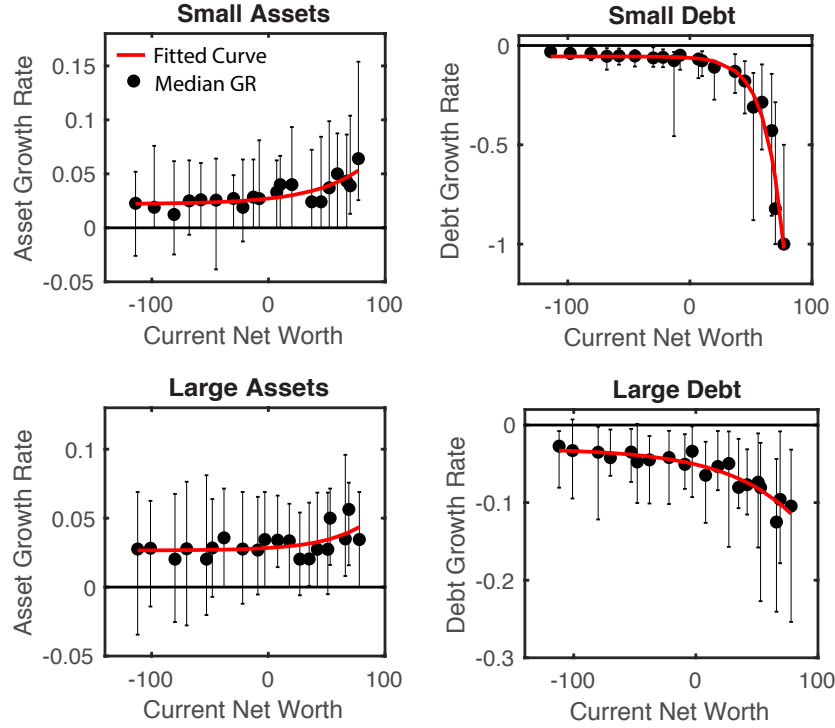 Small Assets
Fitted Curve
Median GR
0.15
0.1
0.05
0
-0.05
Asset Growth Rate
-100
0
100
Current Net Worth
Small Debt
0
-0.5
-1
Debt Growth Rate
-100
0
100
Current Net Worth
Large Assets
0.1
0.05
0
-0.05
Asset Growth Rate
-100
0
100
Current Net Worth
Large Debt
0
-0.1
-0.2
-0.3
Debt Growth Rate
-100
0
100
Current Net Worth